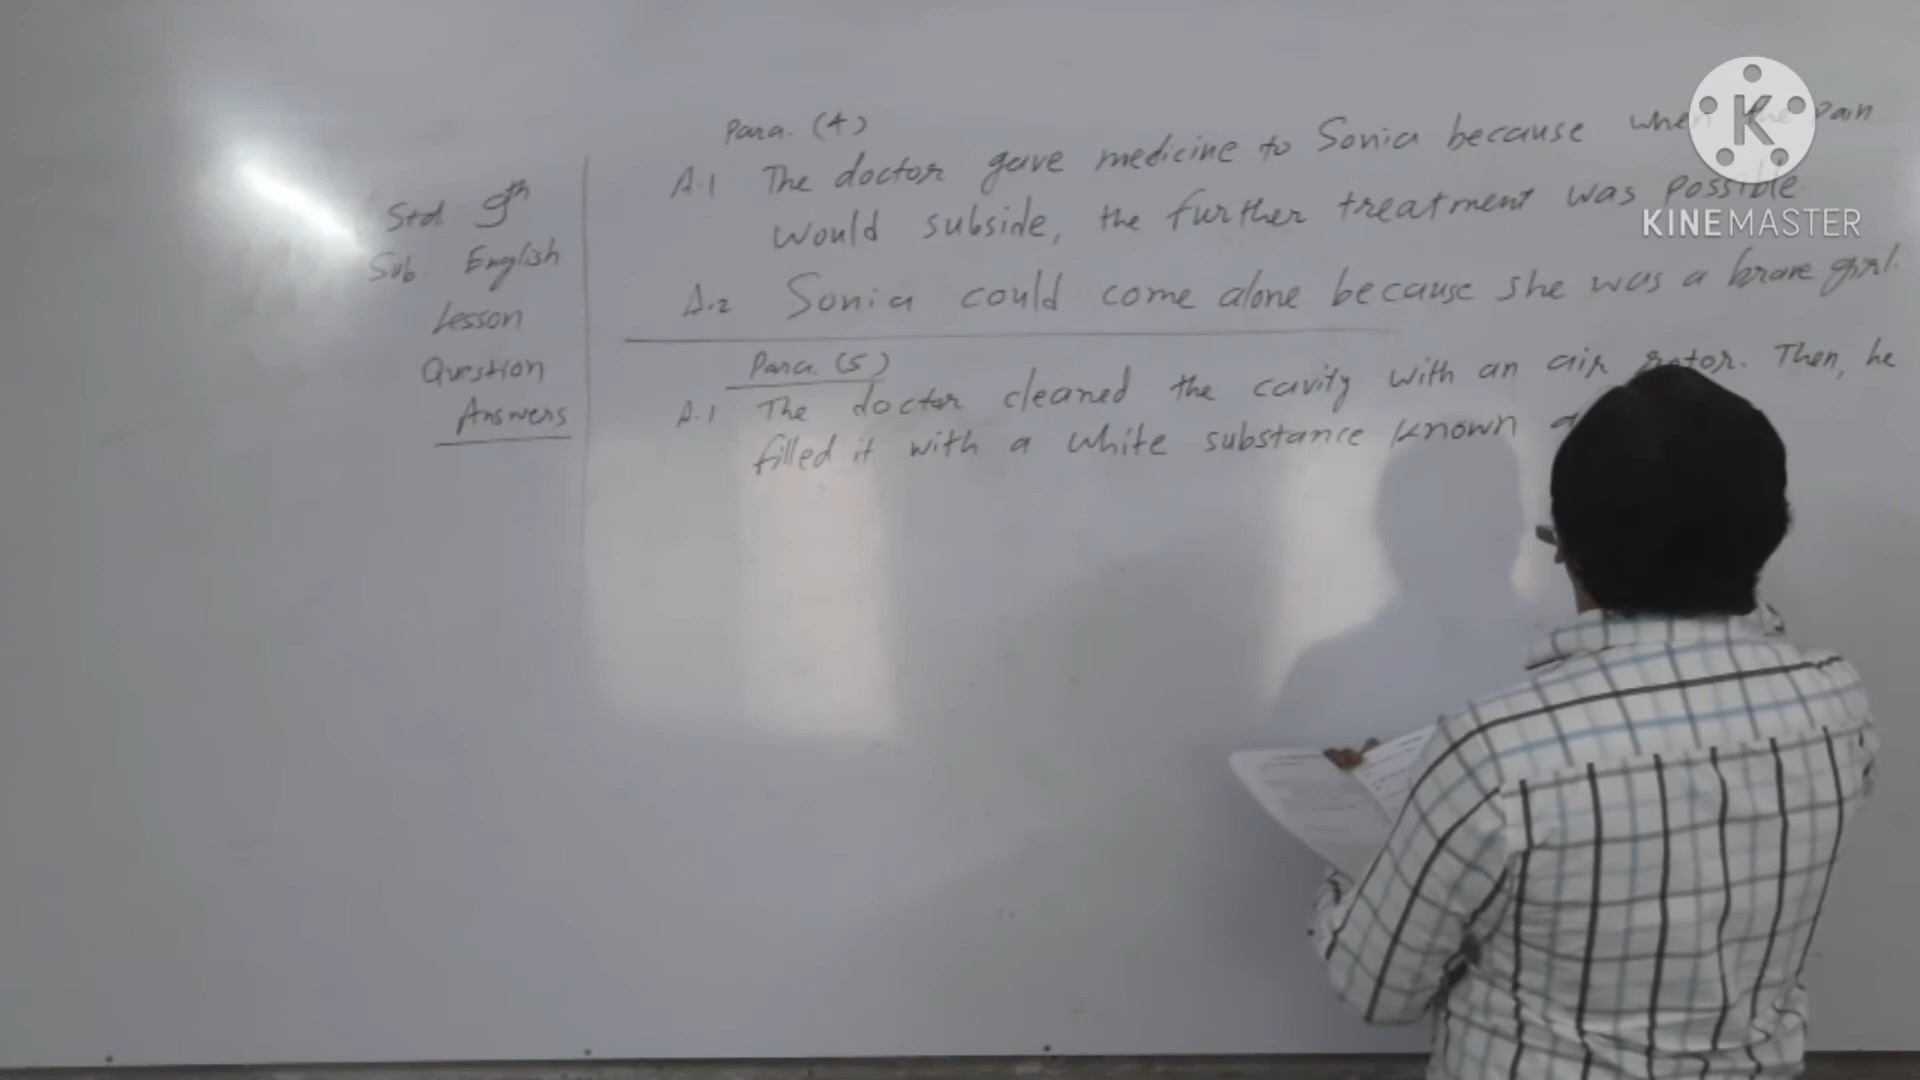 Std 9th
Sub English
Lesson
Question
Answers
Para. (4)
A.1 The doctor gave medicine to Sonia because when the pain
would subside, the further treatment was possible
A.2 Sonia could come alone because she was a brave girl.
Para. (5)
A.1 The doctor cleaned the cavity with an air rotor. Then, he
filled it with a white substance known
K
KINEMASTER